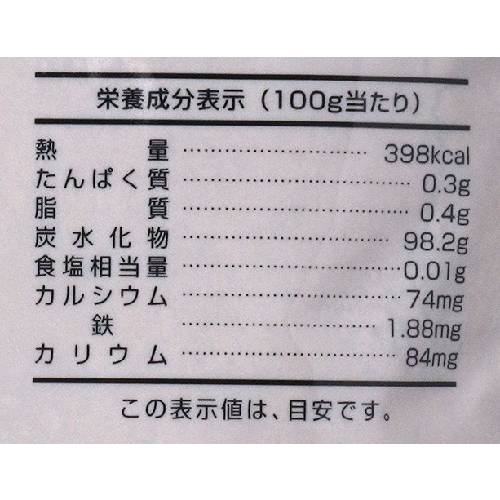 栄養成分表示(100g当たり)
熱量 398kcal
たんぱく質 0.3g
脂質 0.4g
炭水化物 98.2g
食塩相当量 0.01g
カルシウム 74mg
鉄 1.88mg
カリウム 84mg
この表示値は、目安です。